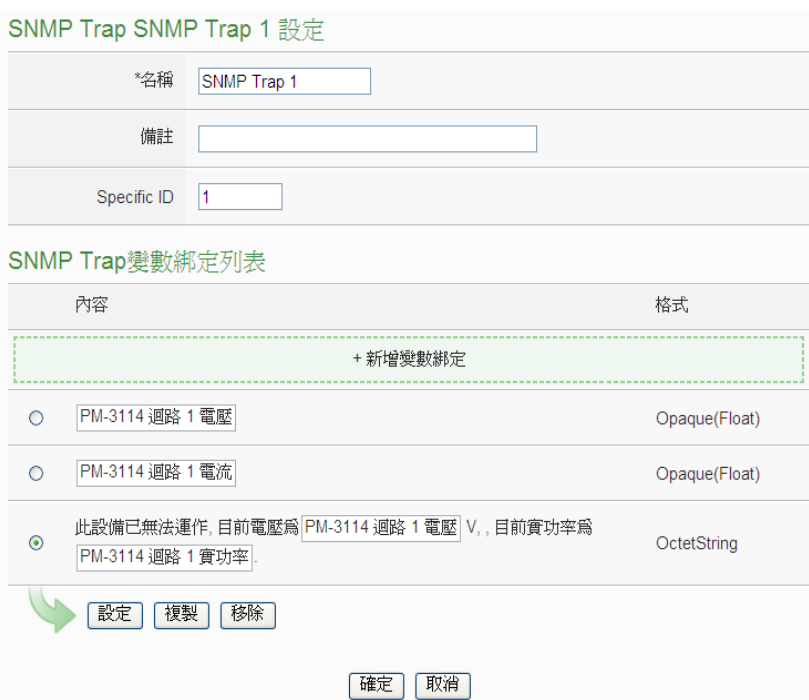 SNMP Trap SNMP Trap 1 設定
*名稱 SNMP Trap 1
備註
Specific ID 1
SNMP Trap變數綁定列表
內容 格式
+ 新增變數綁定
PM-3114 迴路 1 電壓 Opaque(Float)
PM-3114 迴路 1 電流 Opaque(Float)
此設備已無法運作, 目前電壓為 PM-3114 迴路 1 電壓 V, , 目前實功率為
PM-3114 迴路 1 實功率 .
OctetString
設定 複製 移除
確定 取消